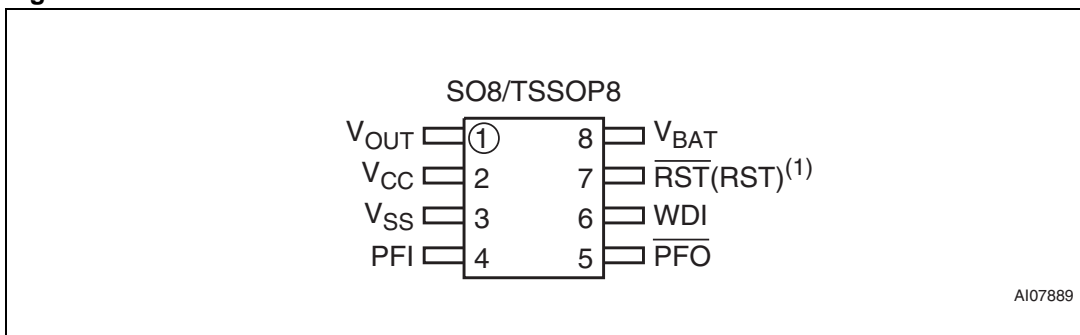 SO8/TSSOP8
VOUT 1 8 VBAT
VCC 2 7 RST(RST)(1)
VSS 3 6 WDI
PFI 4 5 PFO
AI07889